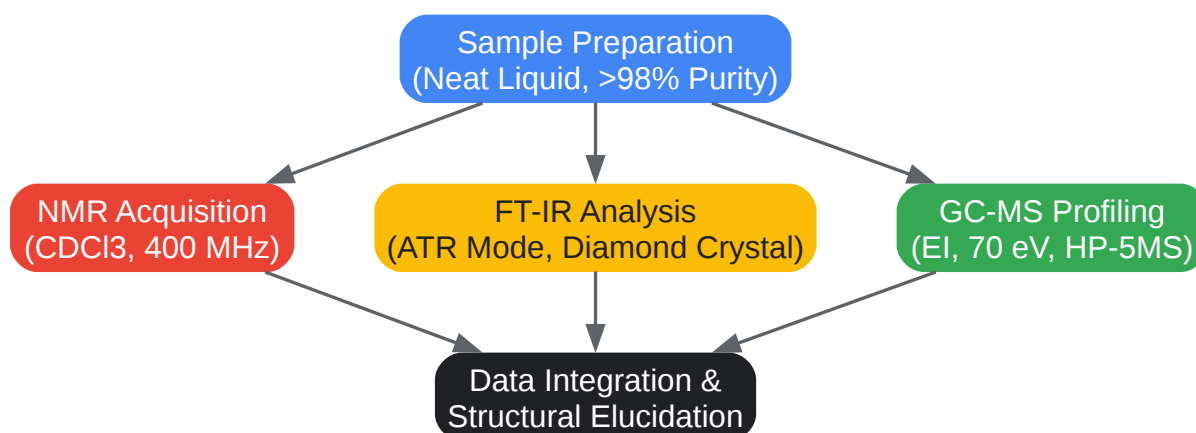 Sample Preparation
(Neat Liquid, >98% Purity)
NMR Acquisition
(CDCl3, 400 MHz)
FT-IR Analysis
(ATR Mode, Diamond Crystal)
GC-MS Profiling
(EI, 70 eV, HP-5MS)
Data Integration &
Structural Elucidation